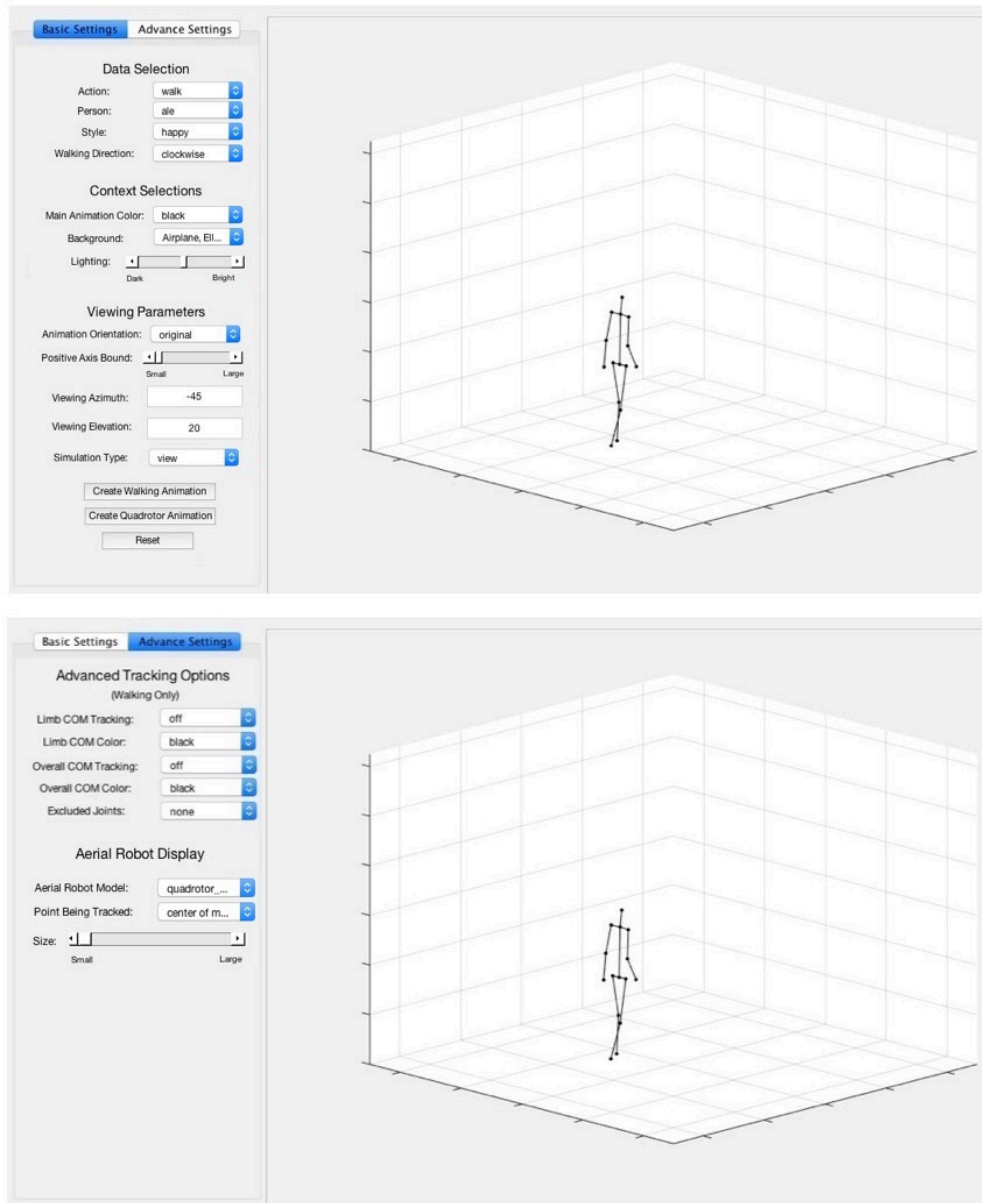 Basic Settings Advance Settings
Data Selection
Action: walk
Person: ale
Style: happy
Walking Direction: clockwise
Context Selections
Main Animation Color: black
Background: Airplane, Ell...
Lighting:
Dark Bright
Viewing Parameters
Animation Orientation: original
Positive Axis Bound:
Small Large
Viewing Azimuth: -45
Viewing Elevation: 20
Simulation Type: view
Create Walking Animation
Create Quadrotor Animation
Reset
Basic Settings Advance Settings
Advanced Tracking Options
(Walking Only)
Limb COM Tracking: off
Limb COM Color: black
Overall COM Tracking: off
Overall COM Color: black
Excluded Joints: none
Aerial Robot Display
Aerial Robot Model: quadrotor_...
Point Being Tracked: center of m...
Size:
Small Large